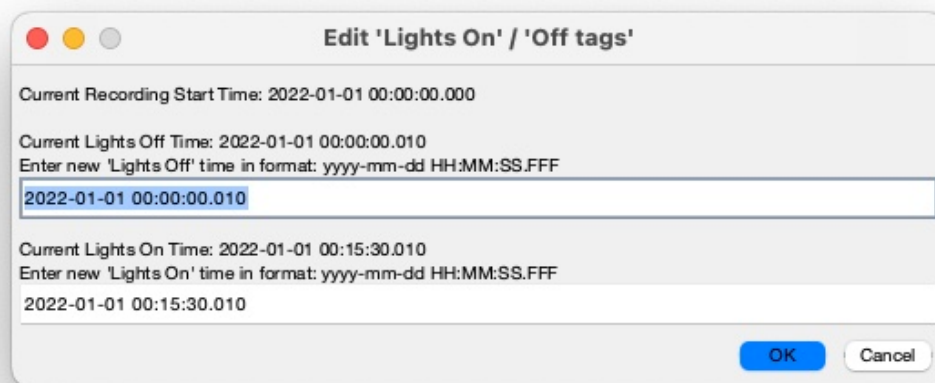 Edit 'Lights On' / 'Off tags'
Current Recording Start Time: 2022-01-01 00:00:00.000
Current Lights Off Time: 2022-01-01 00:00:00.010
Enter new 'Lights Off' time in format: yyyy-mm-dd HH:MM:SS.FFF
2022-01-01 00:00:00.010
Current Lights On Time: 2022-01-01 00:15:30.010
Enter new 'Lights On' time in format: yyyy-mm-dd HH:MM:SS.FFF
2022-01-01 00:15:30.010
OK Cancel